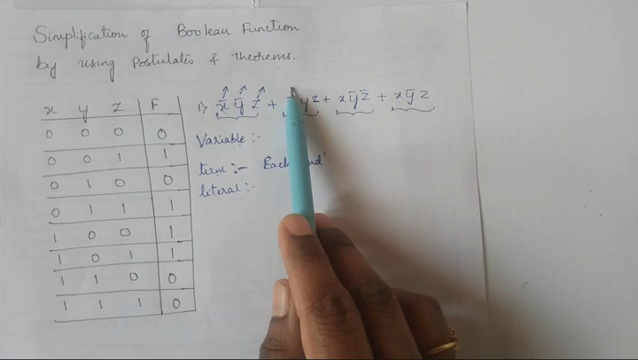 Simplification of Boolean Function
by using Postulates & theorems.
x y z F
0 0 0 0
0 0 1 1
0 1 0 0
0 1 1 1
1 0 0 1
1 0 1 1
1 1 0 0
1 1 1 0
1) x̄ ȳ z + yz + xȳz̄ + xȳz
Variable :-
term :- Each
literal :-